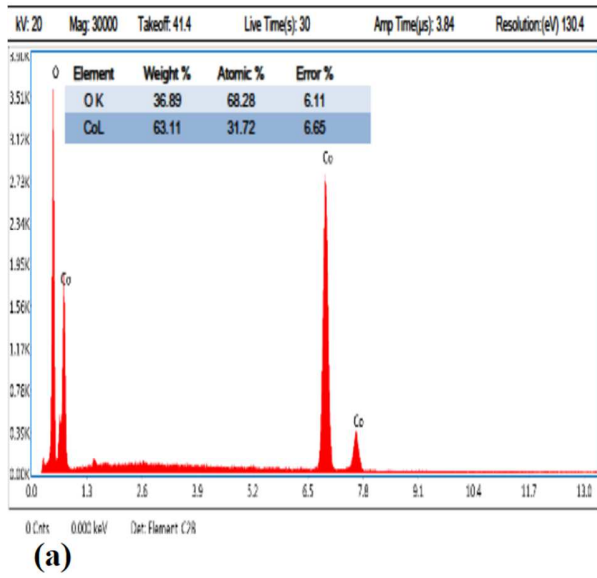 kV: 20 Mag: 30000 Takeoff: 41.4 Live Time(s): 30 Amp Time(µs): 3.84 Resolution:(eV) 130.4
O
Element Weight % Atomic % Error %
O K 36.89 68.28 6.11
CoL 63.11 31.72 6.65
3.51K
3.12K
2.73K
2.34K
1.95K
1.56K
1.17K
0.78K
0.39K
0.00K
Co
Co
Co
0.0 1.3 2.6 3.9 5.2 6.5 7.8 9.1 10.4 11.7 13.0
0 Cnts 0.000 keV Det: Element C2B
(a)